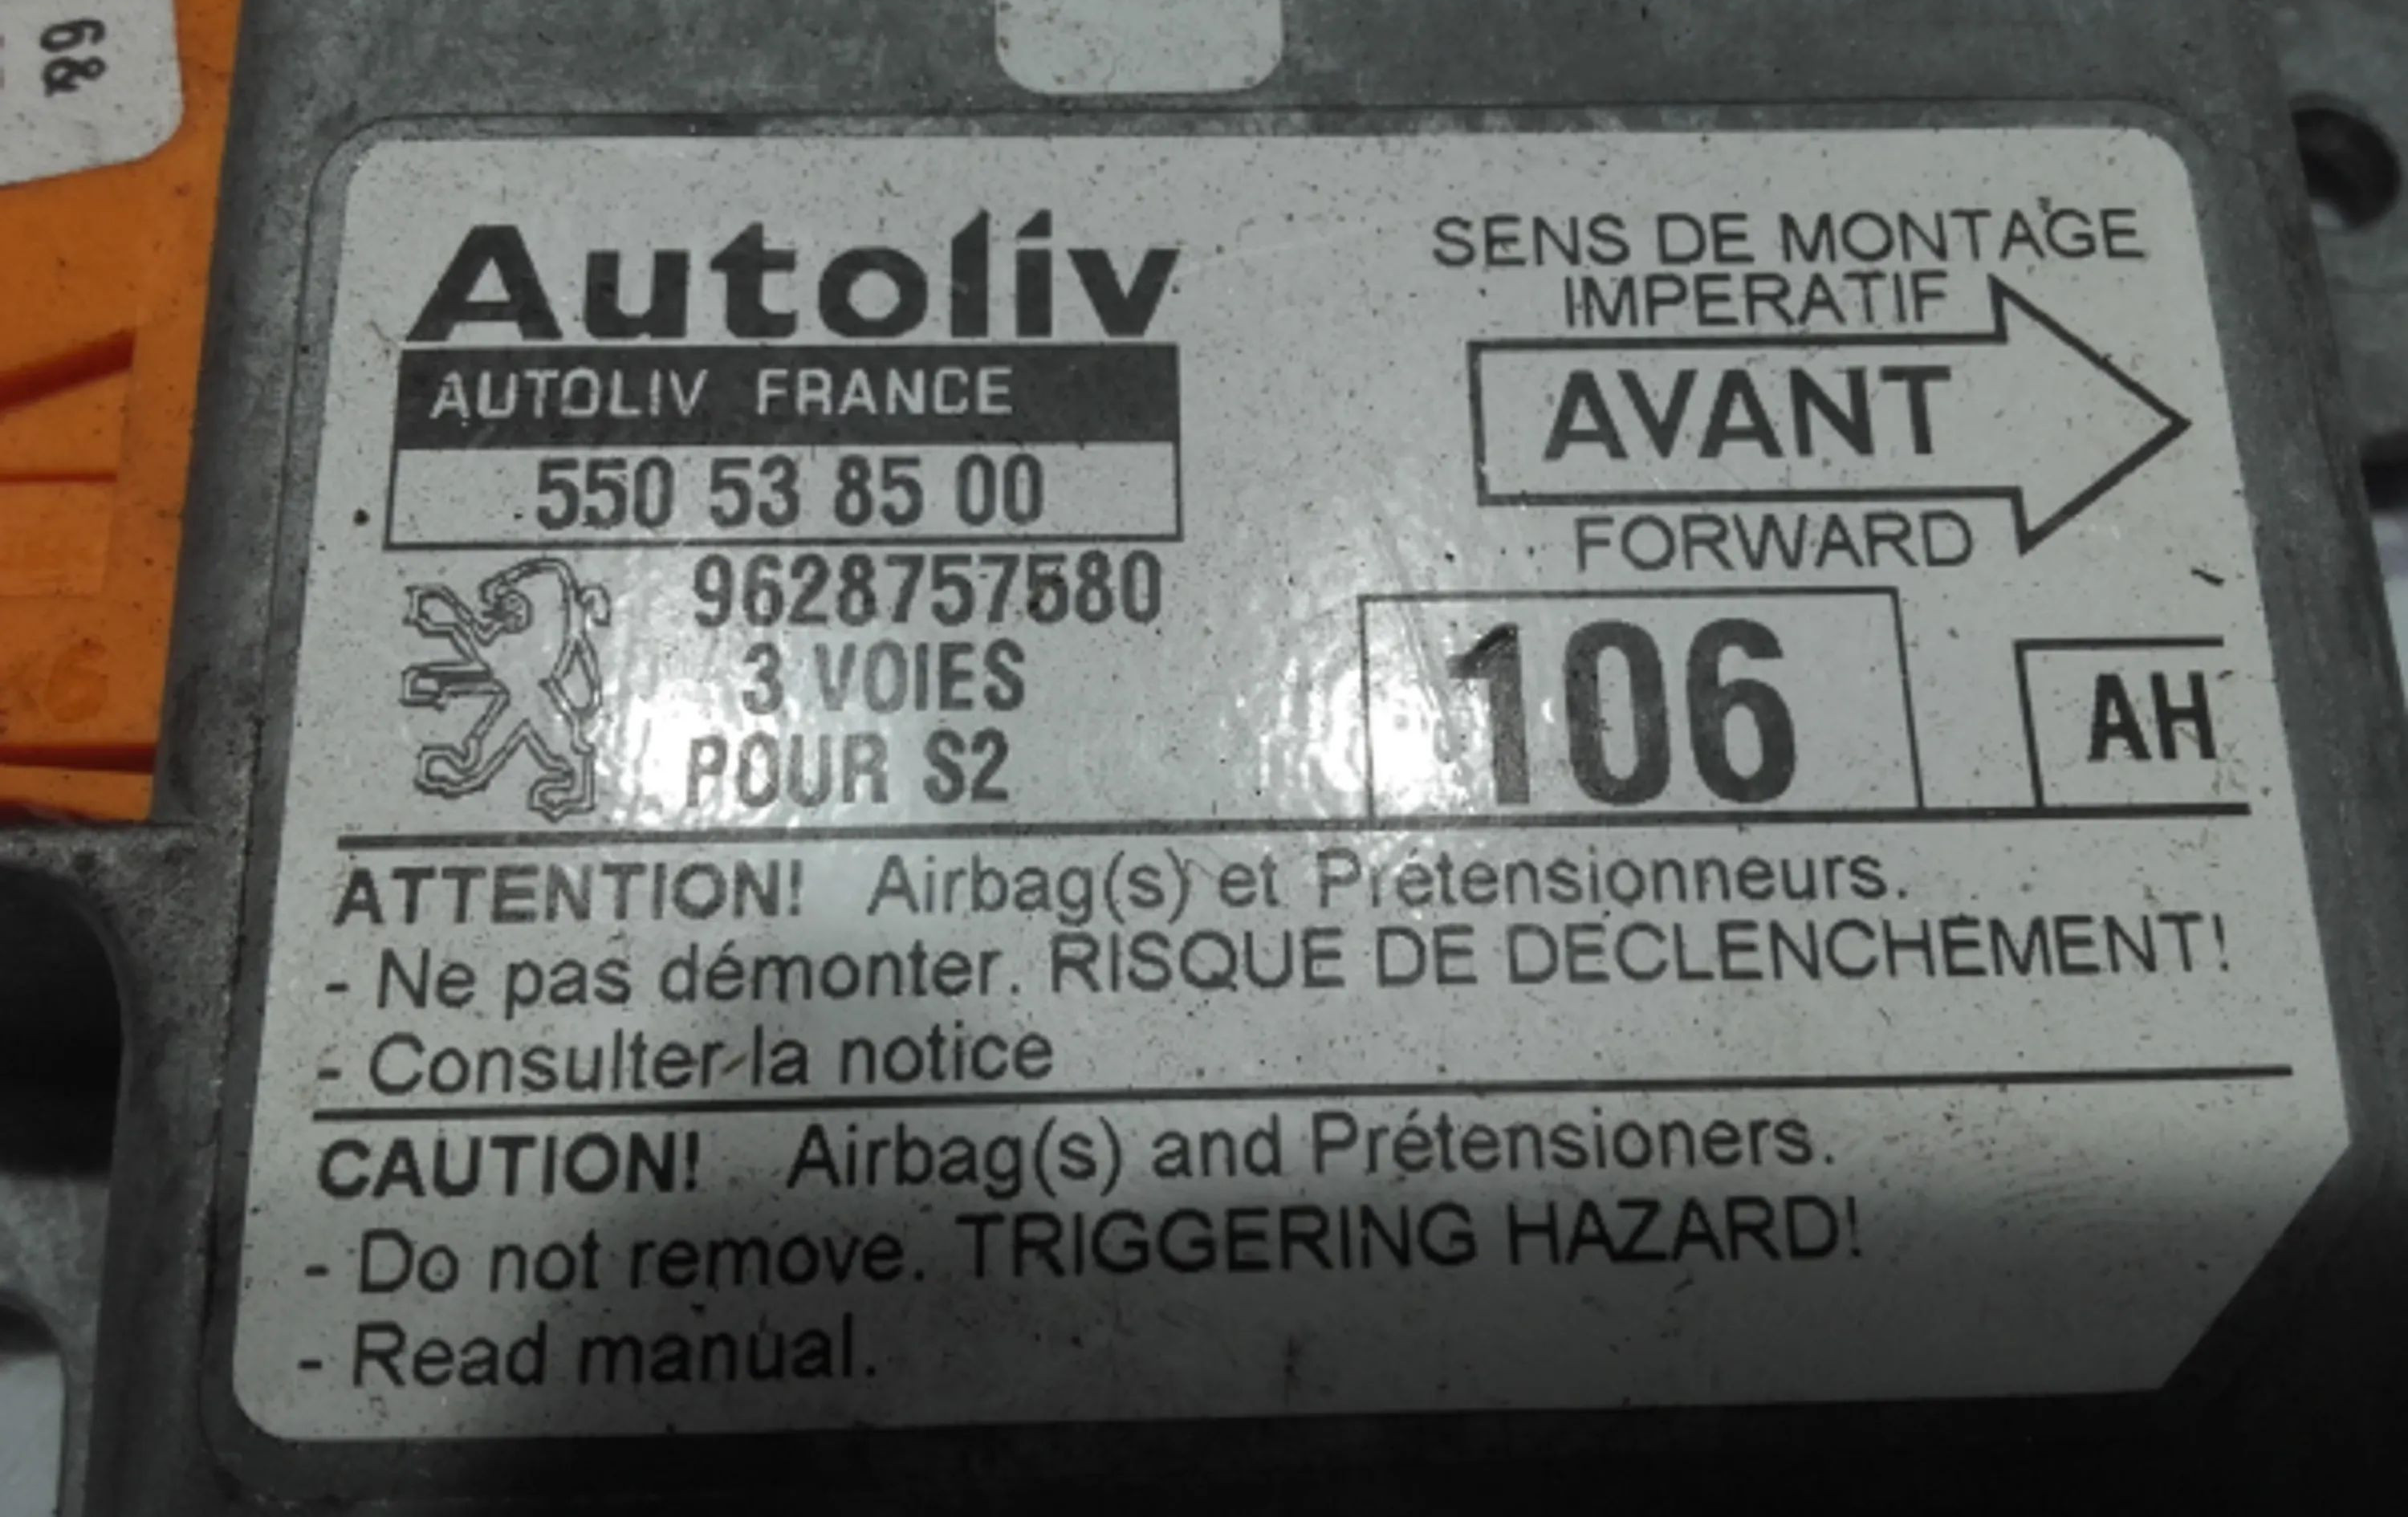 68
Autoliv
AUTOLIV FRANCE
550 53 85 00
9628757580
3 VOIES
POUR S2
SENS DE MONTAGE
IMPERATIF
AVANT
FORWARD
106
AH
ATTENTION! Airbag(s) et Prétensionneurs.
- Ne pas démonter. RISQUE DE DECLENCHEMENT!
- Consulter la notice
CAUTION! Airbag(s) and Prétensioners.
- Do not remove. TRIGGERING HAZARD!
- Read manual.